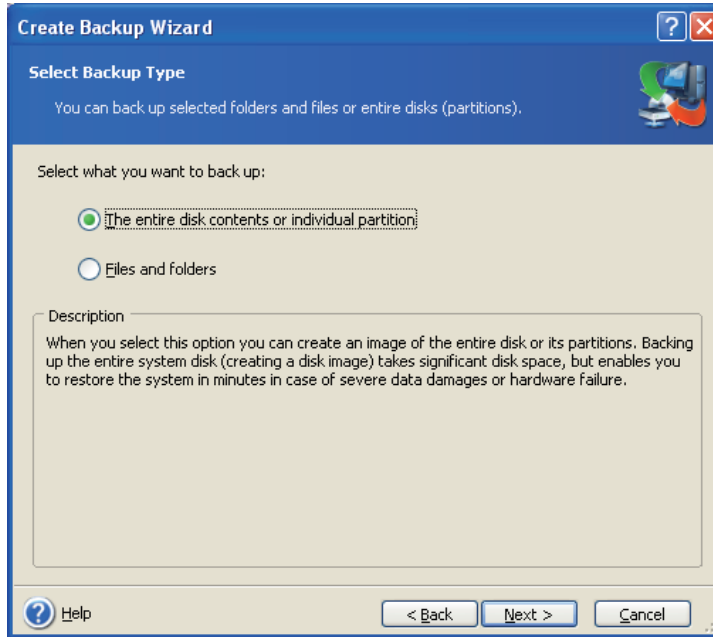 Create Backup Wizard
Select Backup Type
You can back up selected folders and files or entire disks (partitions).
Select what you want to back up:
The entire disk contents or individual partition
Files and folders
Description
When you select this option you can create an image of the entire disk or its partitions. Backing
up the entire system disk (creating a disk image) takes significant disk space, but enables you
to restore the system in minutes in case of severe data damages or hardware failure.
Help
< Back
Next >
Cancel